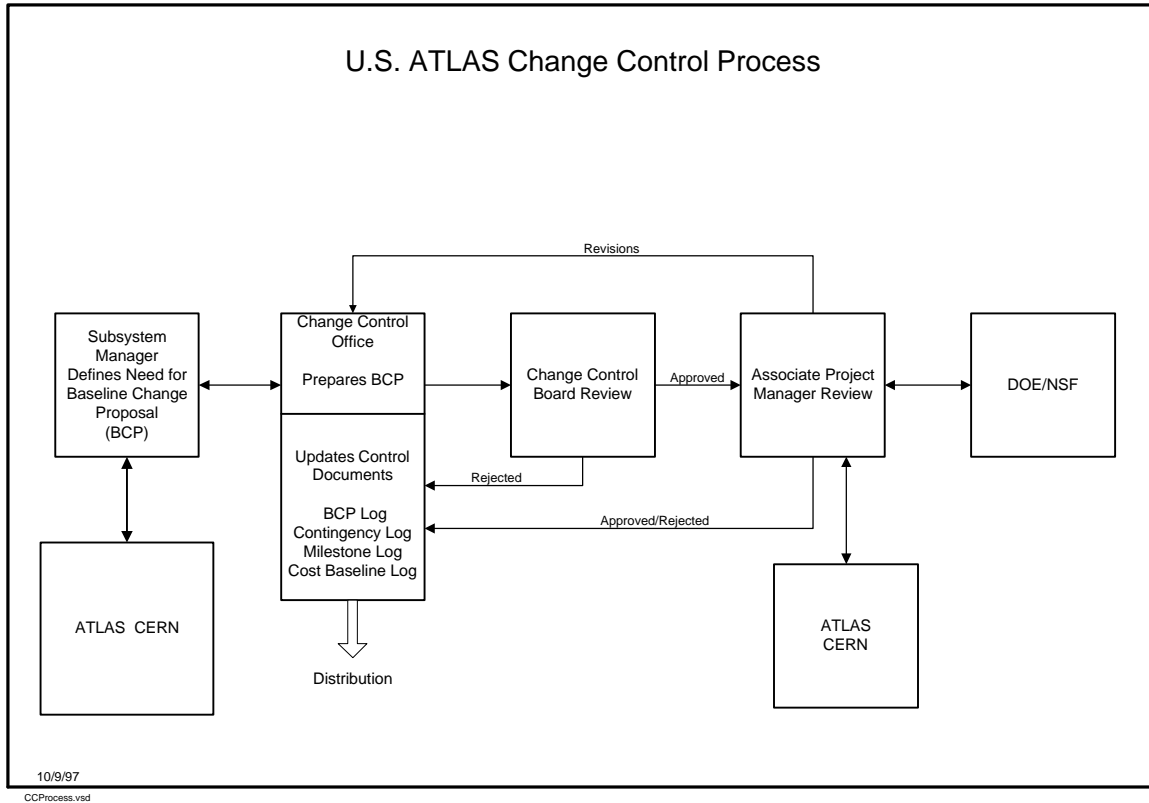 U.S. ATLAS Change Control Process
Revisions
Subsystem
Manager
Defines Need for
Baseline Change
Proposal
(BCP)
Change Control
Office
Prepares BCP
Change Control
Board Review
Approved
Associate Project
Manager Review
DOE/NSF
Updates Control
Documents
BCP Log
Contingency Log
Milestone Log
Cost Baseline Log
Rejected
Approved/Rejected
ATLAS CERN
ATLAS
CERN
Distribution
10/9/97
CCProcess.vsd